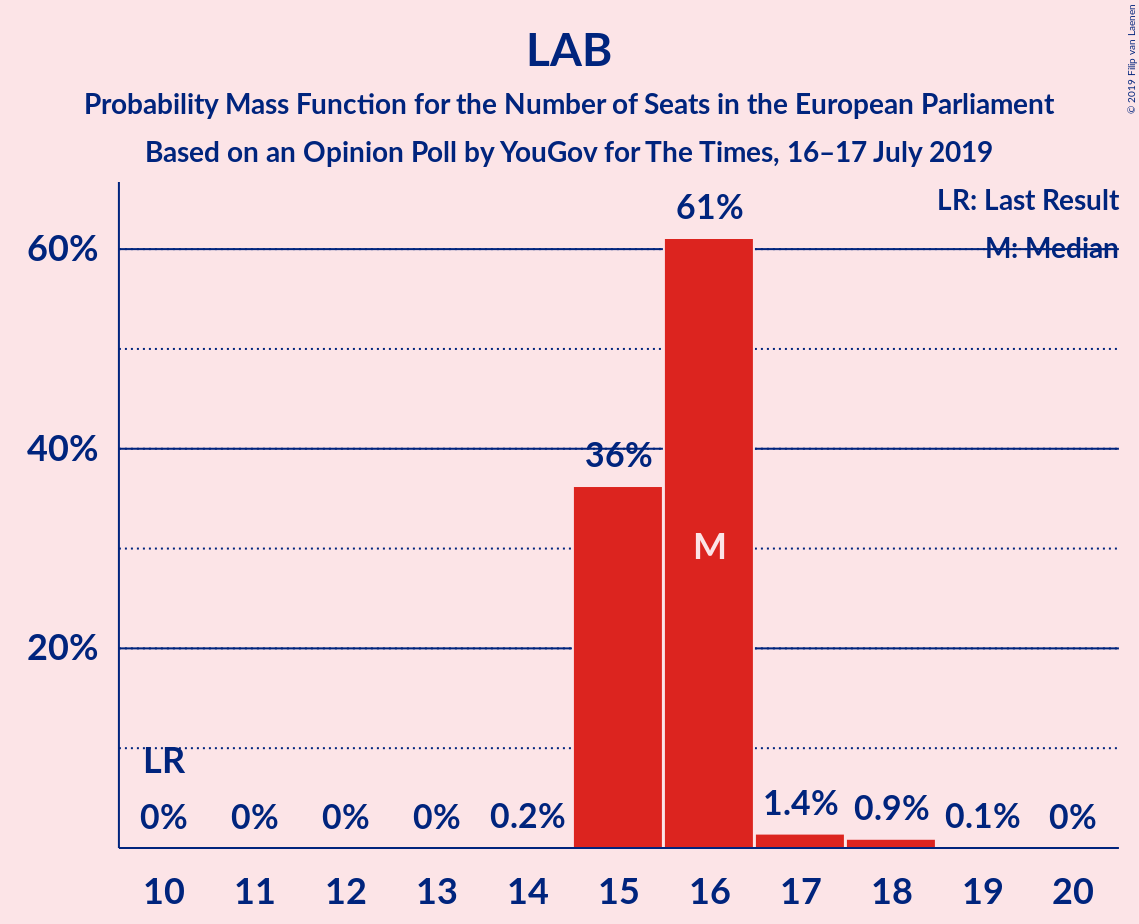 LAB
Probability Mass Function for the Number of Seats in the European Parliament
Based on an Opinion Poll by YouGov for The Times, 16–17 July 2019
© 2019 Filip van Laenen
LR: Last Result
M: Median
60%
40%
20%
61%
36%
M
LR
0%
0%
0%
0%
0.2%
1.4%
0.9%
0.1%
0%
10 11 12 13 14 15 16 17 18 19 20